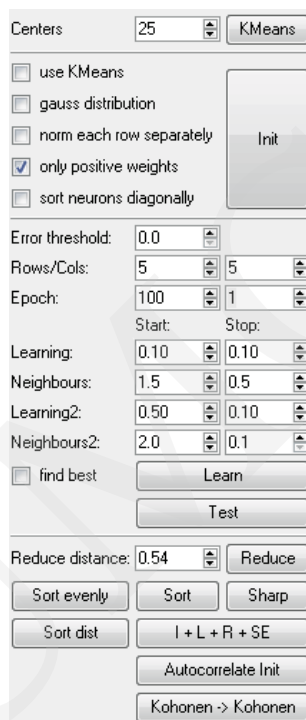 Centers 25 KMeans
use KMeans
gauss distribution
norm each row separately
only positive weights
sort neurons diagonally
Init
Error threshold: 0.0
Rows/Cols: 5 5
Epoch: 100 1
Start: Stop:
Learning: 0.10 0.10
Neighbours: 1.5 0.5
Learning2: 0.50 0.10
Neighbours2: 2.0 0.1
find best Learn
Test
Reduce distance: 0.54 Reduce
Sort evenly Sort Sharp
Sort dist I + L + R + SE
Autocorrelate Init
Kohonen -> Kohonen